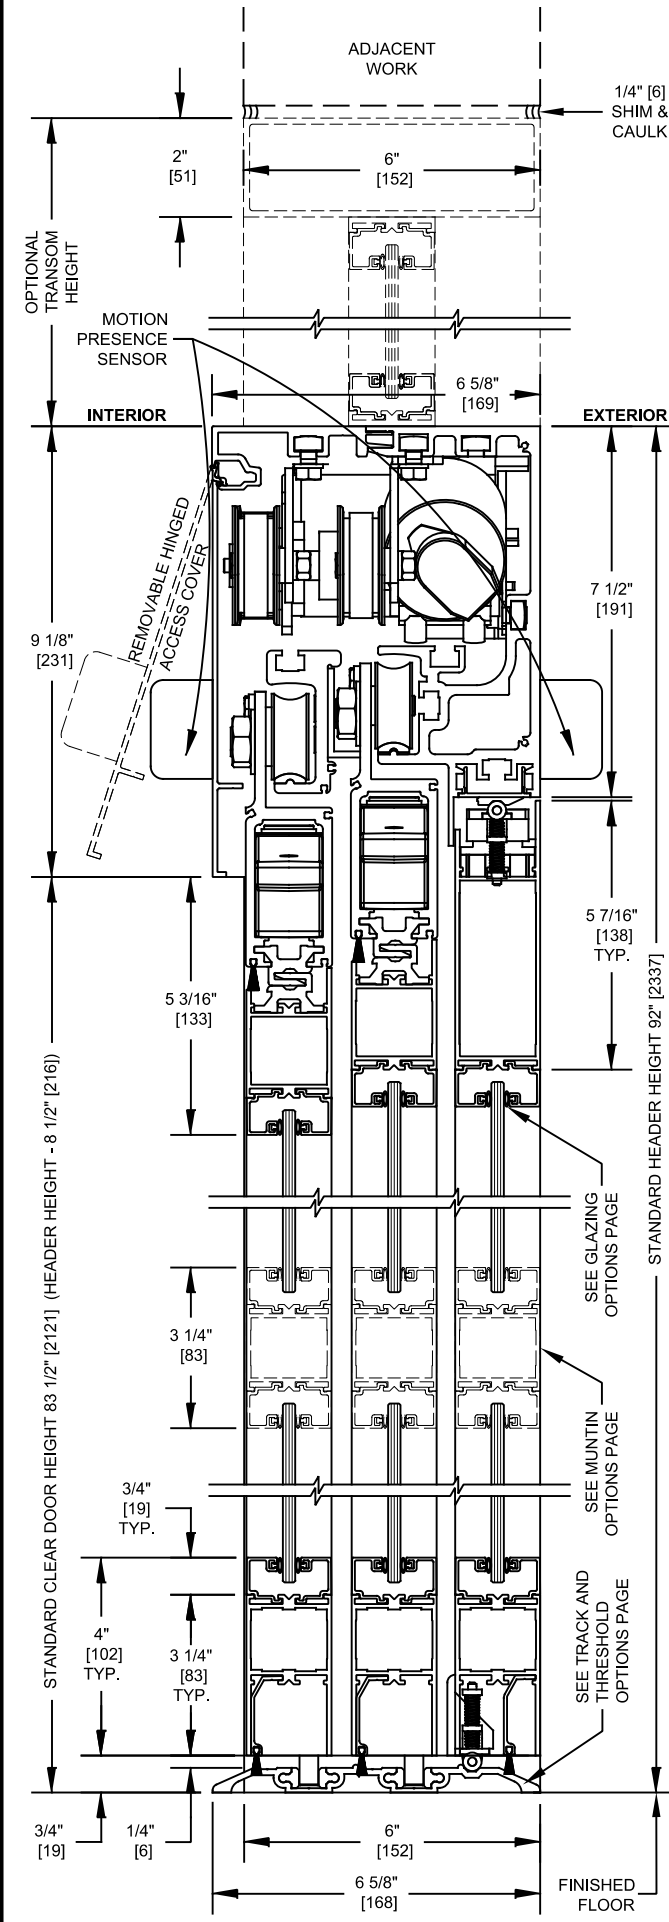 ADJACENT
WORK
1/4" [6]
SHIM &
CAULK
2"
[51]
6"
[152]
OPTIONAL
TRANSOM
HEIGHT
MOTION
PRESENCE
SENSOR
6 5/8"
[169]
INTERIOR
EXTERIOR
REMOVABLE HINGED
ACCESS COVER
7 1/2"
[191]
9 1/8"
[231]
5 7/16"
[138]
TYP.
5 3/16"
[133]
STANDARD HEADER HEIGHT 92" [2337]
STANDARD CLEAR DOOR HEIGHT 83 1/2" [2121] (HEADER HEIGHT - 8 1/2" [216])
SEE GLAZING
OPTIONS PAGE
3 1/4"
[83]
SEE MUNTIN
OPTIONS PAGE
3/4"
[19]
TYP.
4"
[102]
TYP.
3 1/4"
[83]
TYP.
SEE TRACK AND
THRESHOLD
OPTIONS PAGE
3/4"
[19]
1/4"
[6]
6"
[152]
6 5/8"
[168]
FINISHED
FLOOR